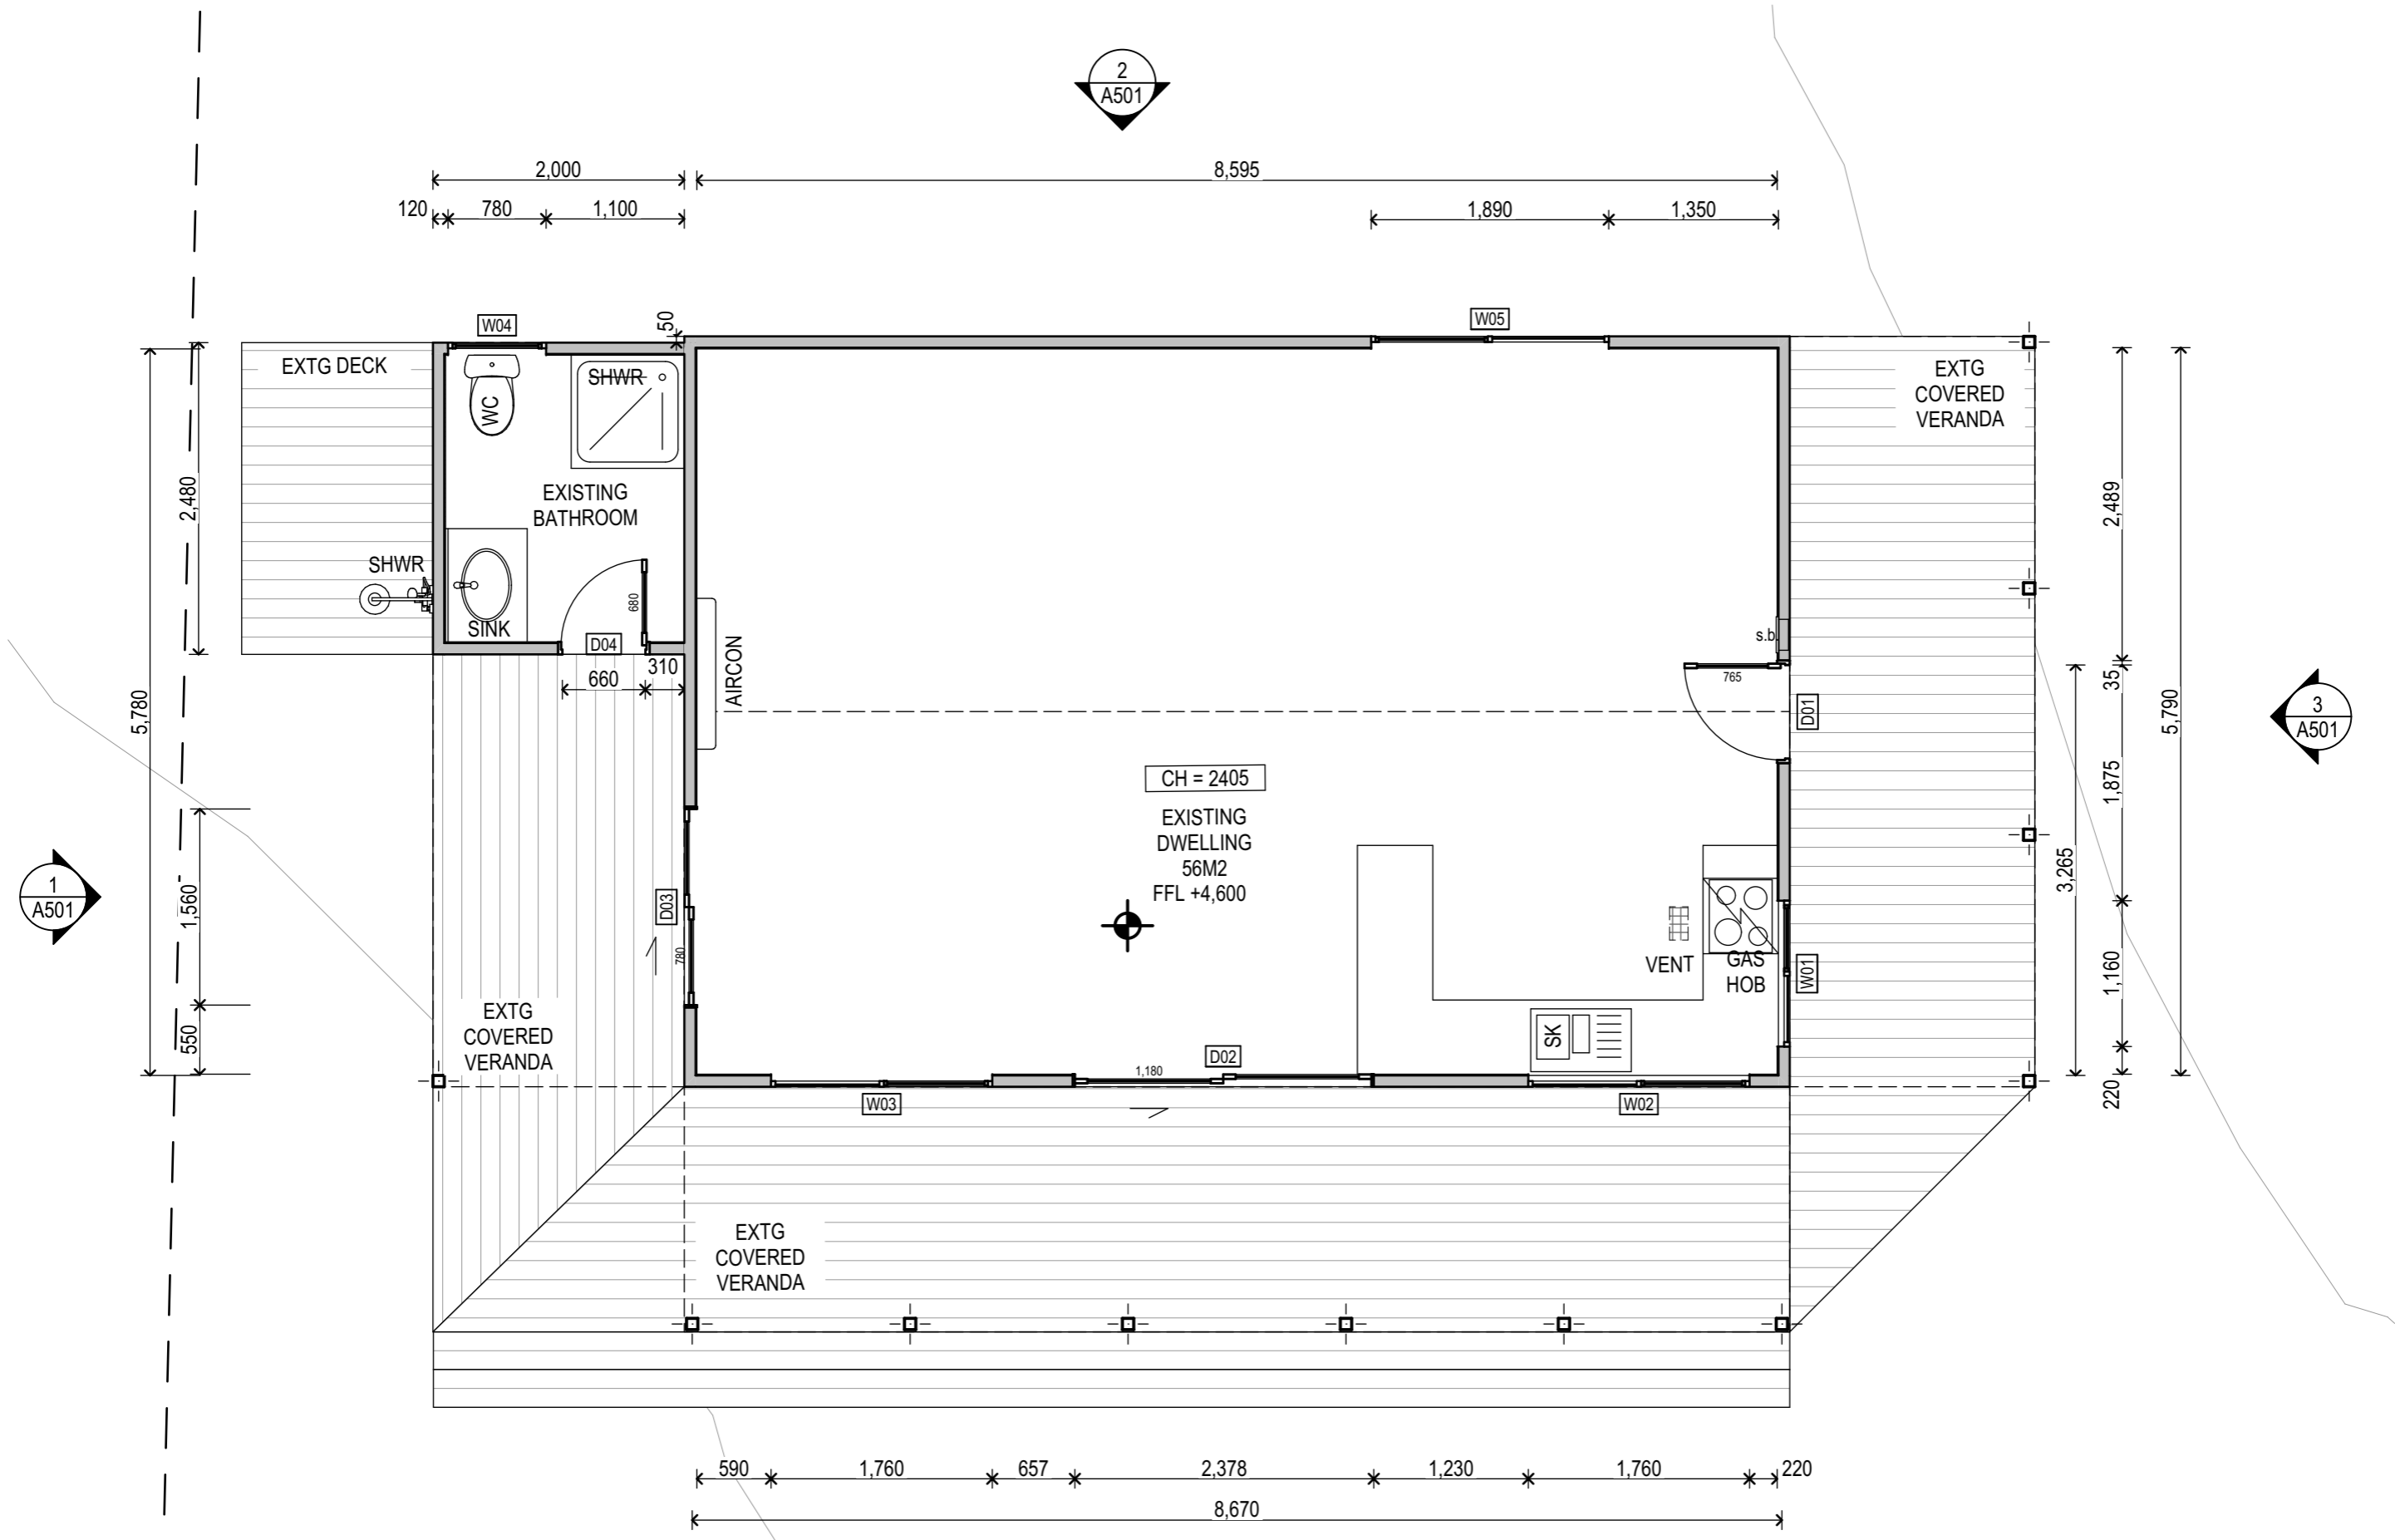 2
A501
2,000
8,595
120
780
1,100
1,890
1,350
50
W04
W05
EXTG DECK
SHWR
WC
EXTG
COVERED
VERANDA
2,480
5,780
EXISTING
BATHROOM
2,489
SHWR
SINK
680
D04
310
660
AIRCON
s.b.
765
D01
35
5,790
3
A501
CH = 2405
EXISTING
DWELLING
56M2
FFL +4,600
1,875
3,265
1
A501
1,560
D03
780
VENT
GAS
HOB
W01
1,160
550
EXTG
COVERED
VERANDA
SK
D02
1,180
W03
W02
220
EXTG
COVERED
VERANDA
590
1,760
657
2,378
1,230
1,760
220
8,670